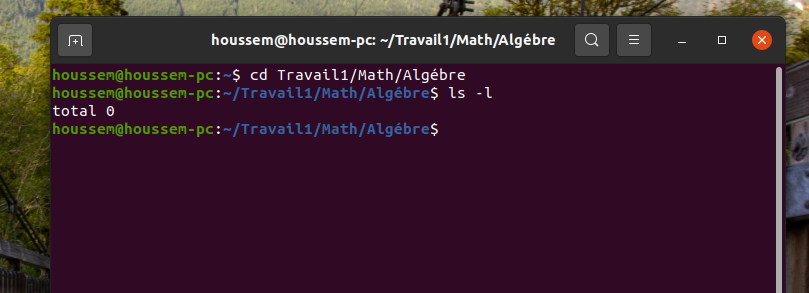 houssem@houssem-pc: ~/Travail1/Math/Algébre
houssem@houssem-pc:~$ cd Travail1/Math/Algébre
houssem@houssem-pc:~/Travail1/Math/Algébre$ ls -l
total 0
houssem@houssem-pc:~/Travail1/Math/Algébre$